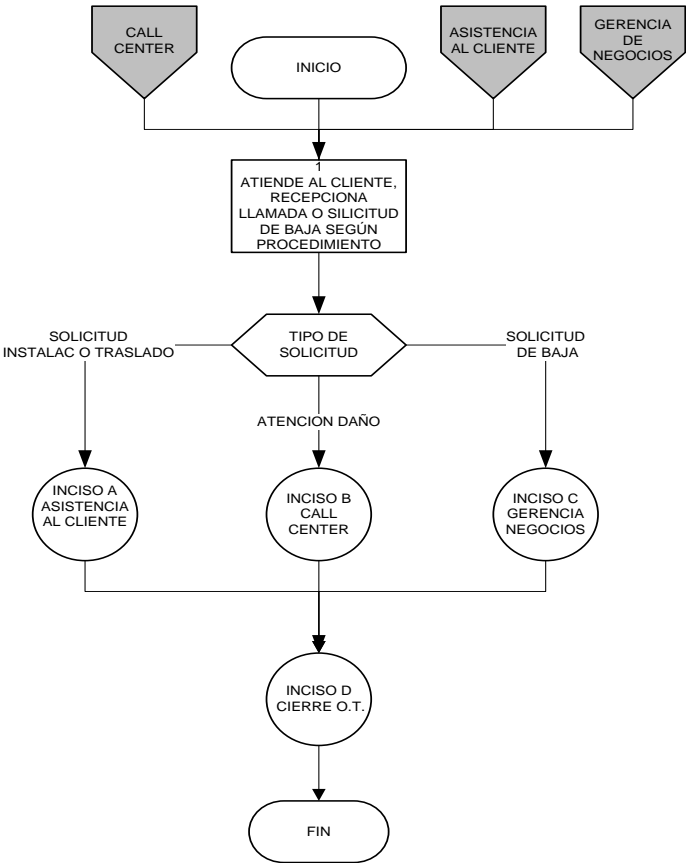 CALL
CENTER
INICIO
ASISTENCIA
AL CLIENTE
GERENCIA
DE
NEGOCIOS
1
ATIENDE AL CLIENTE,
RECEPCIONA
LLAMADA O SILICITUD
DE BAJA SEGÚN
PROCEDIMIENTO
SOLICITUD
INSTALAC O TRASLADO
TIPO DE
SOLICITUD
SOLICITUD
DE BAJA
ATENCION DAÑO
INCISO A
ASISTENCIA
AL CLIENTE
INCISO B
CALL
CENTER
INCISO C
GERENCIA
NEGOCIOS
INCISO D
CIERRE O.T.
FIN